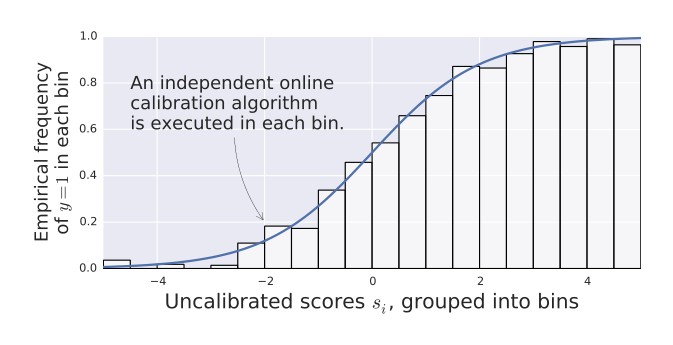 1.0
An independent online
0.8
calibration algorithm
is executed in each bin.
0.6
0.4
0.2
0.0
Empirical frequency
of y=1 in each bin
−4 −2 0 2 4
Uncalibrated scores s_i, grouped into bins